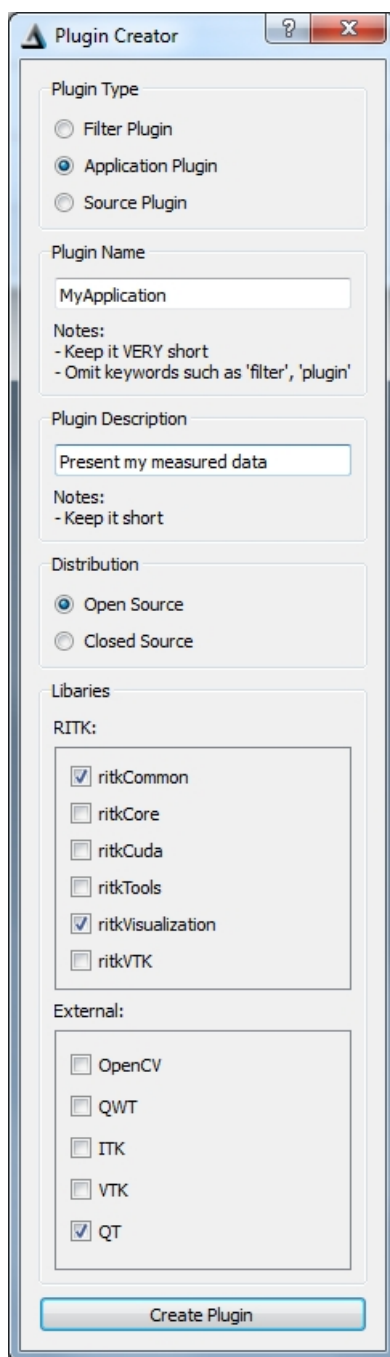 Plugin Creator
Plugin Type
Filter Plugin
Application Plugin
Source Plugin
Plugin Name
MyApplication
Notes:
- Keep it VERY short
- Omit keywords such as 'filter', 'plugin'
Plugin Description
Present my measured data
Notes:
- Keep it short
Distribution
Open Source
Closed Source
Libaries
RITK:
ritkCommon
ritkCore
ritkCuda
ritkTools
ritkVisualization
ritkVTK
External:
OpenCV
QWT
ITK
VTK
QT
Create Plugin